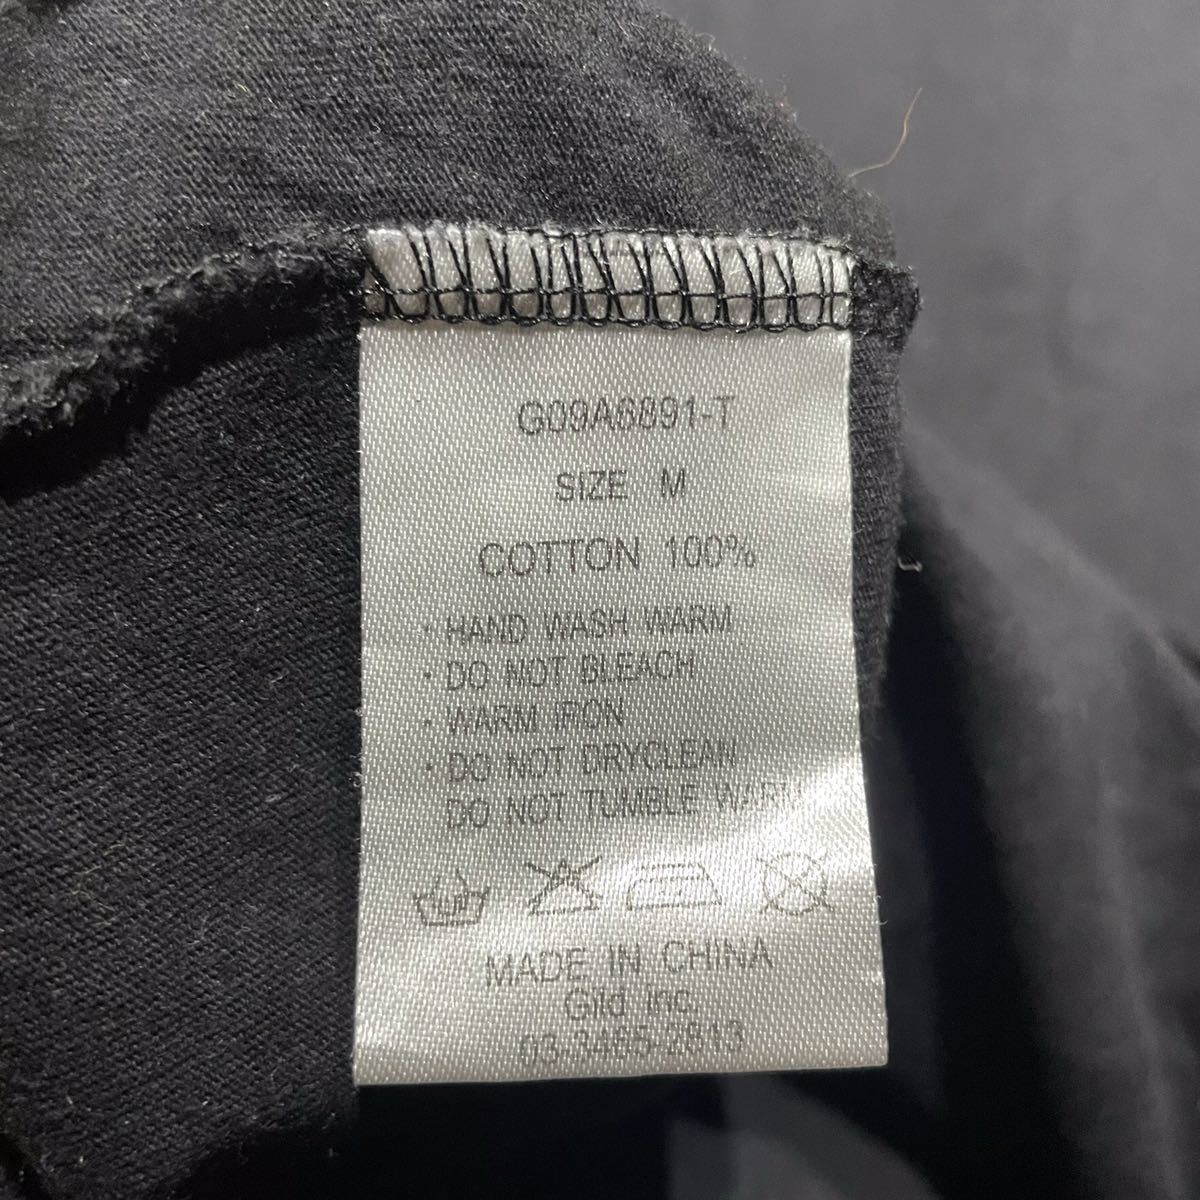 G09A6891-T
SIZE M
COTTON 100%
· HAND WASH WARM
· DO NOT BLEACH
· WARM IRON
· DO NOT DRYCLEAN
DO NOT TUMBLE WARM
MADE IN CHINA
Gild Inc.
03-3465-2813